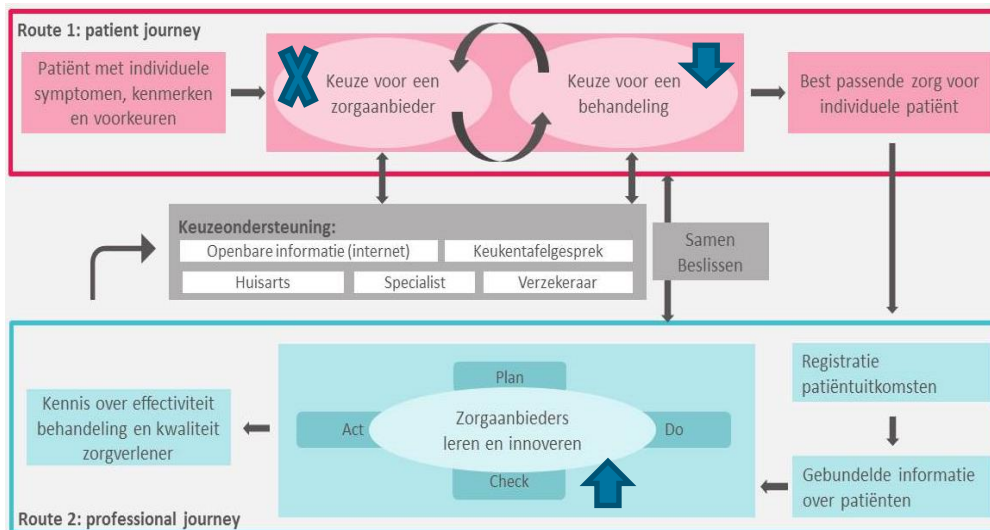 Route 1: patient journey
Patiënt met individuele
symptomen, kenmerken
en voorkeuren
Keuze voor een
zorgaanbieder
Keuze voor een
behandeling
Best passende zorg voor
individuele patiënt
Keuzeondersteuning:
Openbare informatie (internet)
Keukentafelgesprek
Huisarts
Specialist
Verzekeraar
Samen
Beslissen
Kennis over effectiviteit
behandeling en kwaliteit
zorgverlener
Plan
Act
Zorgaanbieders
leren en innoveren
Do
Check
Registratie
patiëntuitkomsten
Gebundelde informatie
over patiënten
Route 2: professional journey